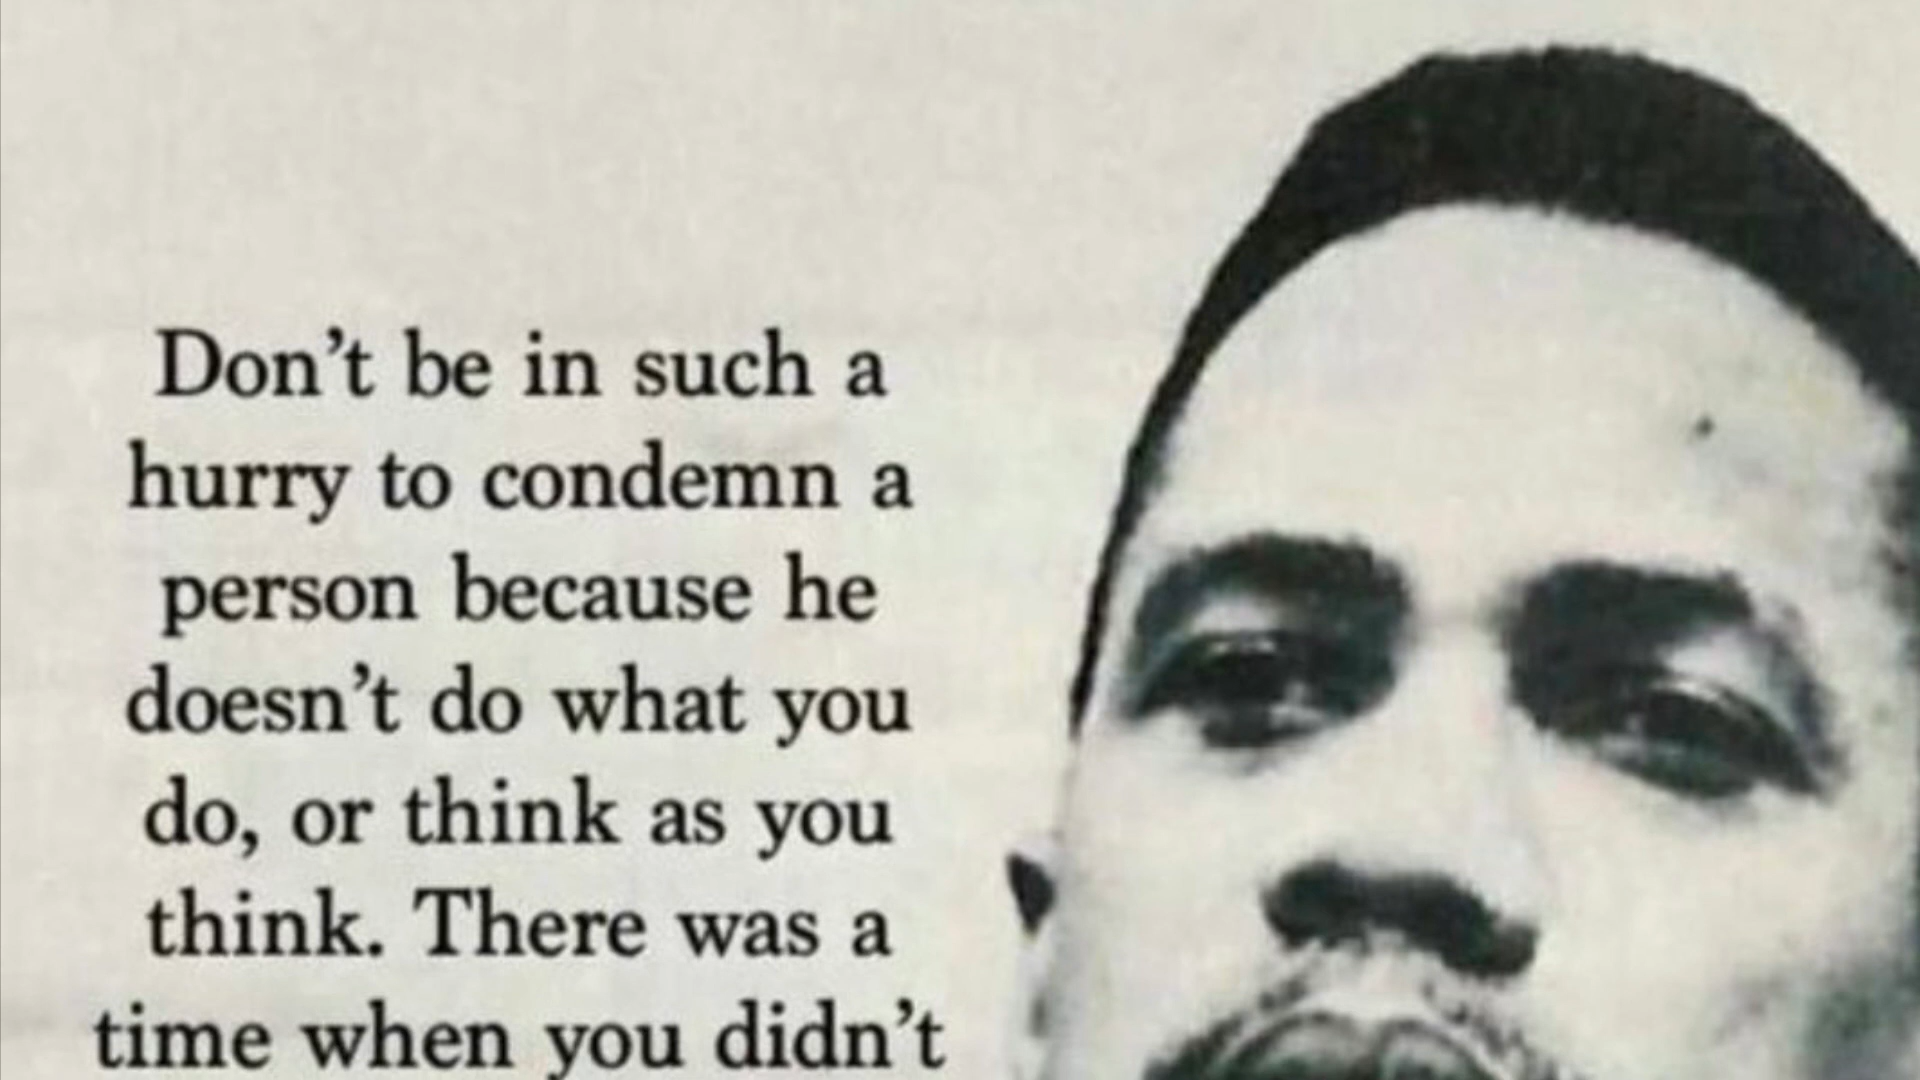 Don’t be in such a
hurry to condemn a
person because he
doesn’t do what you
do, or think as you
think. There was a
time when you didn’t